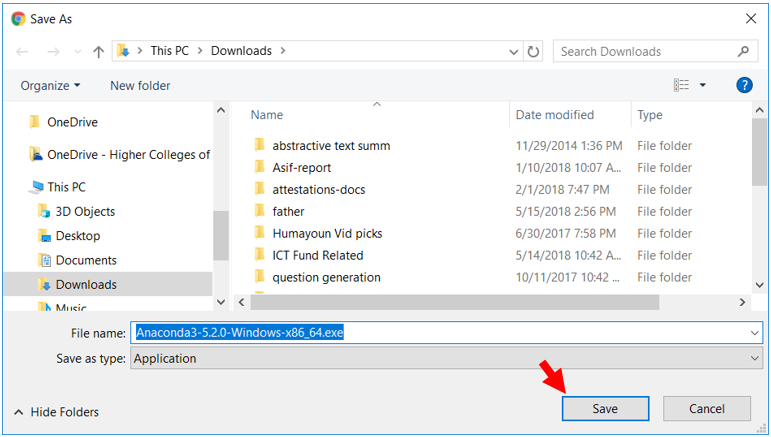 Save As
This PC > Downloads >
Search Downloads
Organize
New folder
?
Name Date modified Type
OneDrive
OneDrive - Higher Colleges of
This PC
3D Objects
Desktop
Documents
Downloads
Music
abstractive text summ 11/29/2014 1:36 PM File folder
Asif-report 1/10/2018 10:07 A... File folder
attestations-docs 2/1/2018 7:47 PM File folder
father 5/15/2018 2:56 PM File folder
Humayoun Vid picks 6/30/2017 7:58 PM File folder
ICT Fund Related 5/14/2018 10:42 A... File folder
question generation 10/11/2017 10:42 ... File folder
File name: Anaconda3-5.2.0-Windows-x86_64.exe
Save as type: Application
Hide Folders
Save
Cancel